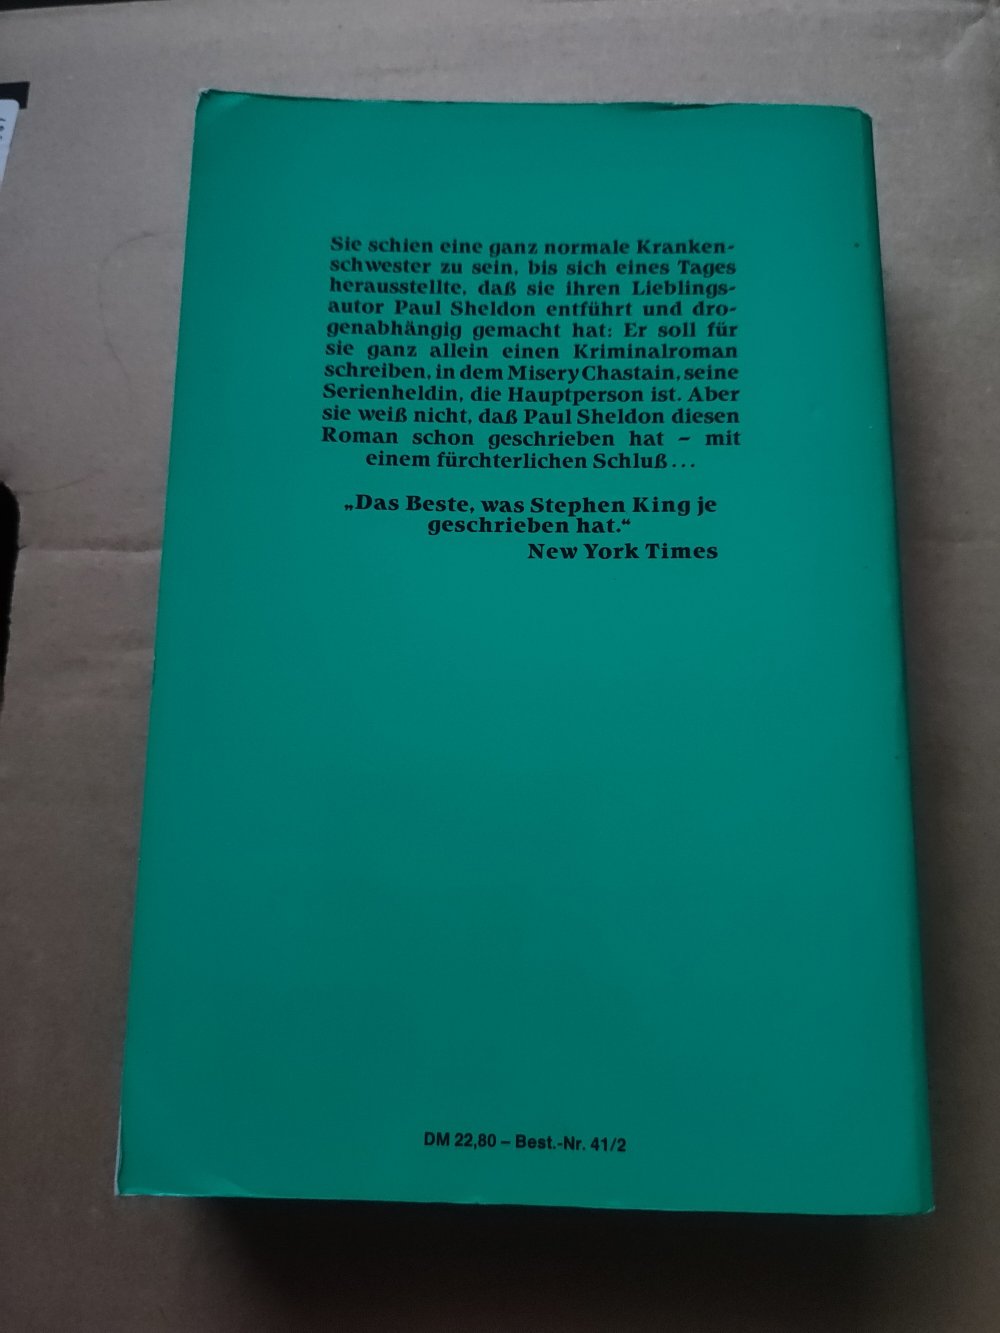 Sie schien eine ganz normale Kranken-
schwester zu sein, bis sich eines Tages
herausstellte, daß sie ihren Lieblings-
autor Paul Sheldon entführt und dro-
genabhängig gemacht hat: Er soll für
sie ganz allein einen Kriminalroman
schreiben, in dem Misery Chastain, seine
Serienheldin, die Hauptperson ist. Aber
sie weiß nicht, daß Paul Sheldon diesen
Roman schon geschrieben hat – mit
einem fürchterlichen Schluß...
„Das Beste, was Stephen King je
geschrieben hat.“
New York Times
DM 22,80 – Best.-Nr. 41/2